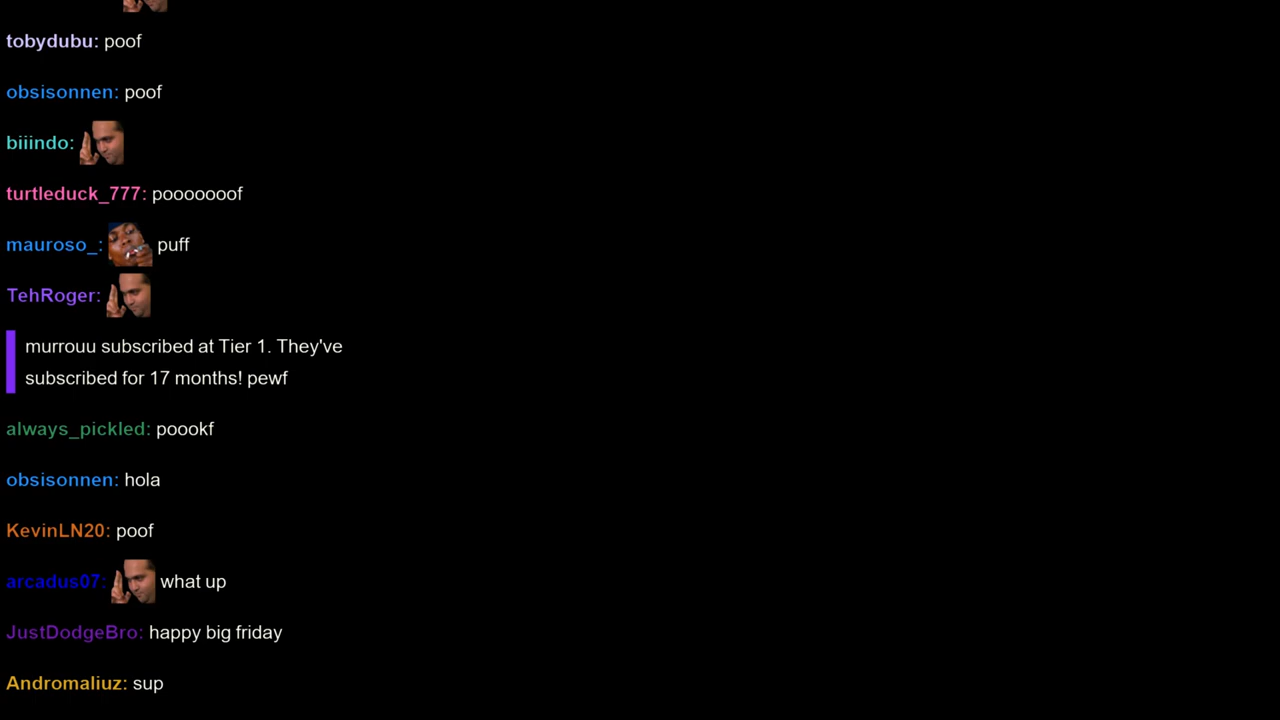 tobydubu: poof
obsisonnen: poof
biiindo:
turtleduck_777: pooooooof
mauroso_: puff
TehRoger:
murrouu subscribed at Tier 1. They've
subscribed for 17 months! pewf
always_pickled: poookf
obsisonnen: hola
KevinLN20: poof
arcadus07: what up
JustDodgeBro: happy big friday
Andromaliuz: sup